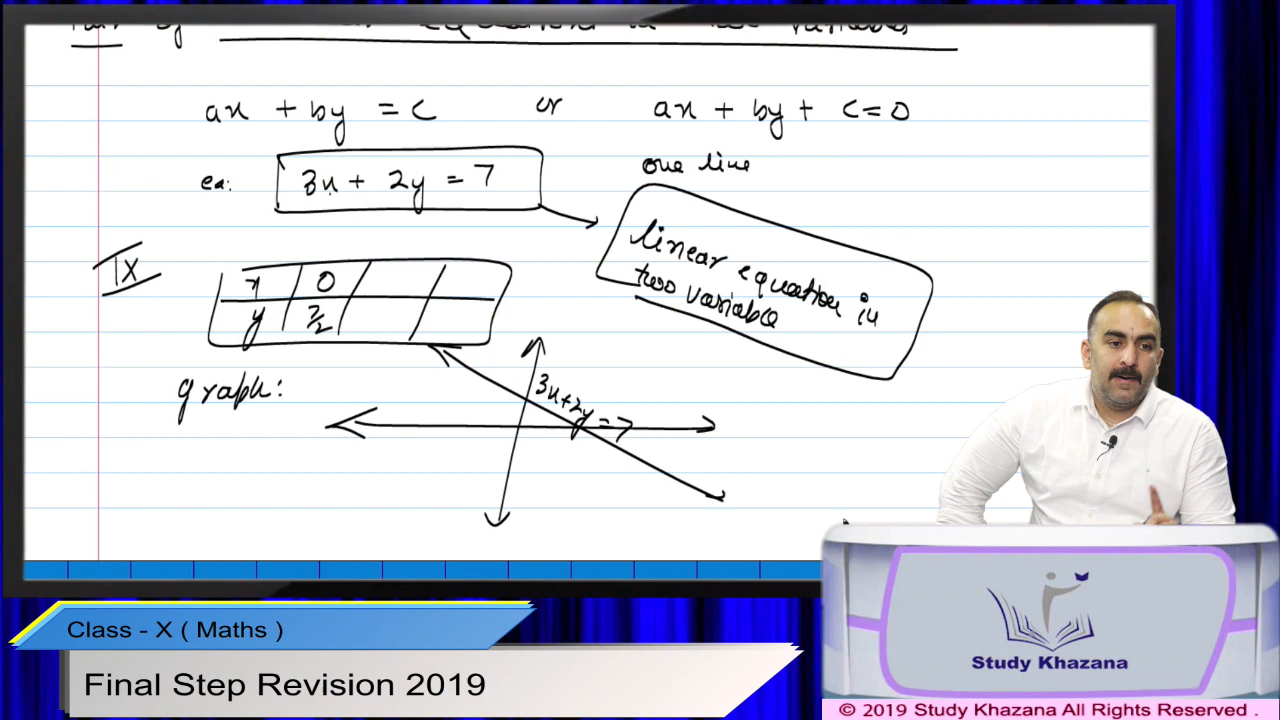 ax + by = c or ax + by + c = 0
one line
ex: 3x + 2y = 7
linear equation in
two variable
IX
x 0
y 7/2
graph:
3x+2y=7
Class - X ( Maths )
Final Step Revision 2019
Study Khazana
© 2019 Study Khazana All Rights Reserved .